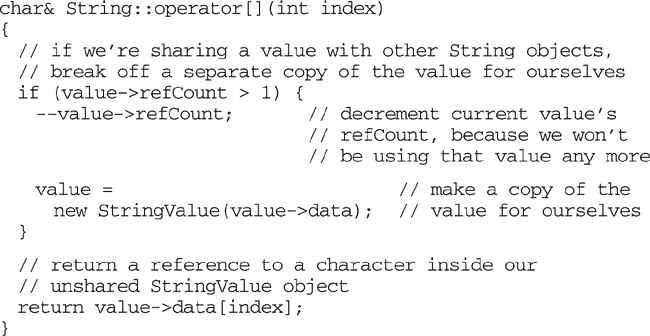 char& String::operator[](int index)
{
// if we're sharing a value with other String objects,
// break off a separate copy of the value for ourselves
if (value->refCount > 1) {
--value->refCount; // decrement current value's
// refCount, because we won't
// be using that value any more
value = // make a copy of the
new StringValue(value->data); // value for ourselves
}
// return a reference to a character inside our
// unshared StringValue object
return value->data[index];
}